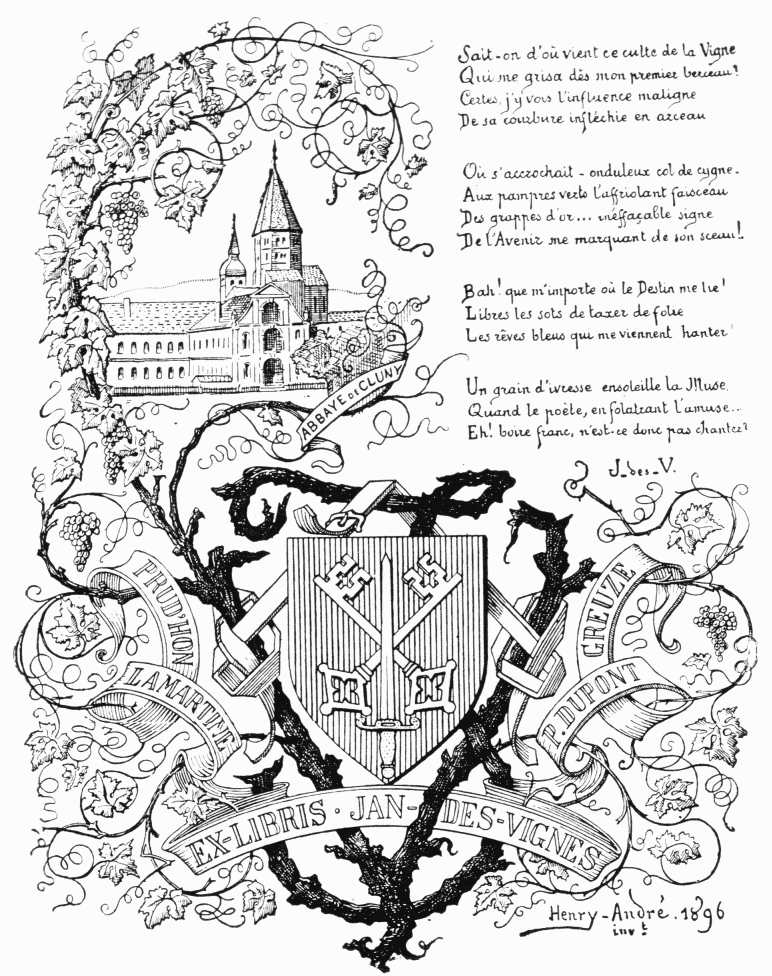 Sait-on d'où vient ce culte de la Vigne
Qui me grisa dès mon premier berceau?
Certes, j'y vois l'influence maligne
De sa courbure infléchie en arceau
Où s'accrochait - onduleux col de cygne -
Aux pampres verts l'affriolant faisceau
Des grappes d'or... ineffaçable signe
De l'Avenir me marquant de son sceau!
Bah! que m'importe où le Destin me lie!
Libres les sots de taxer de folie
Les rêves bleus qui me viennent hanter!
Un grain d'ivresse ensoleille la Muse,
Quand le poète, en folatrant l'amuse...
Eh! boire franc, n'est-ce donc pas chanter?
J-des-V.
ABBAYE DE CLUNY
PRUD'HON
LAMARTINE
GREUZE
P. DUPONT
EX-LIBRIS · JAN-DES-VIGNES
Henry-André. 1896
invt